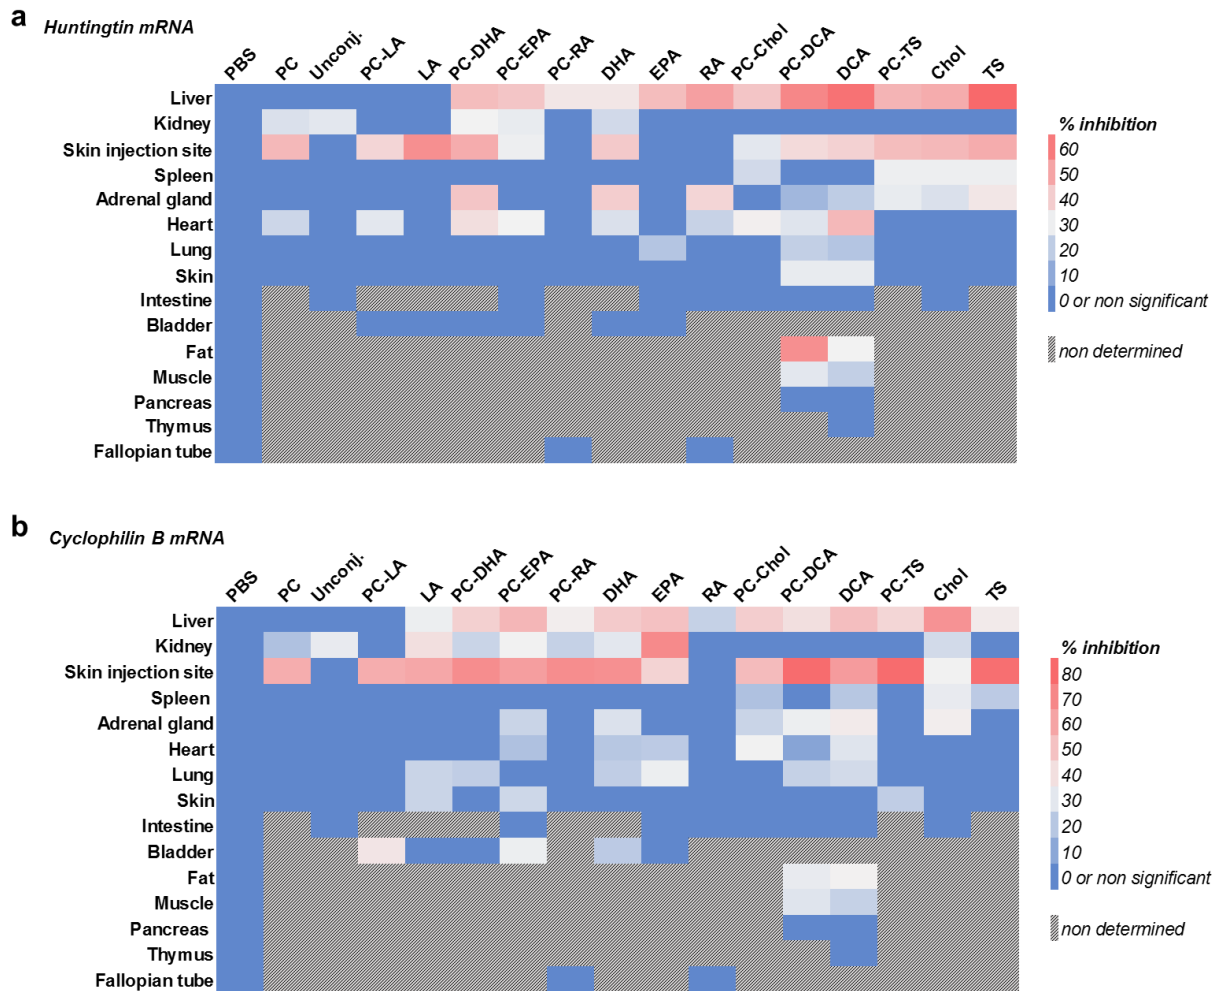 a
Huntingtin mRNA
PBS PC Unconj. PC-LA LA PC-DHA PC-EPA PC-RA DHA EPA RA PC-Chol PC-DCA DCA PC-TS Chol TS
Liver
Kidney
Skin injection site
Spleen
Adrenal gland
Heart
Lung
Skin
Intestine
Bladder
Fat
Muscle
Pancreas
Thymus
Fallopian tube
% inhibition
60
50
40
30
20
10
0 or non significant
non determined
b
Cyclophilin B mRNA
PBS PC Unconj. PC-LA LA PC-DHA PC-EPA PC-RA DHA EPA RA PC-Chol PC-DCA DCA PC-TS Chol TS
Liver
Kidney
Skin injection site
Spleen
Adrenal gland
Heart
Lung
Skin
Intestine
Bladder
Fat
Muscle
Pancreas
Thymus
Fallopian tube
% inhibition
80
70
60
50
40
30
20
10
0 or non significant
non determined